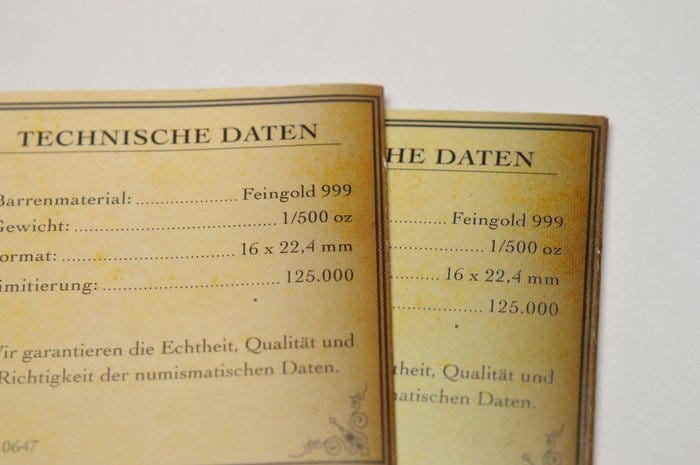 TECHNISCHE DATEN
Barrenmaterial: Feingold 999
Gewicht: 1/500 oz
ormat: 16 x 22,4 mm
imitierung: 125.000
Wir garantieren die Echtheit, Qualität und
Richtigkeit der numismatischen Daten.
0647
HE DATEN
Feingold 999
1/500 oz
16 x 22,4 mm
125.000
theit, Qualität und
atischen Daten.